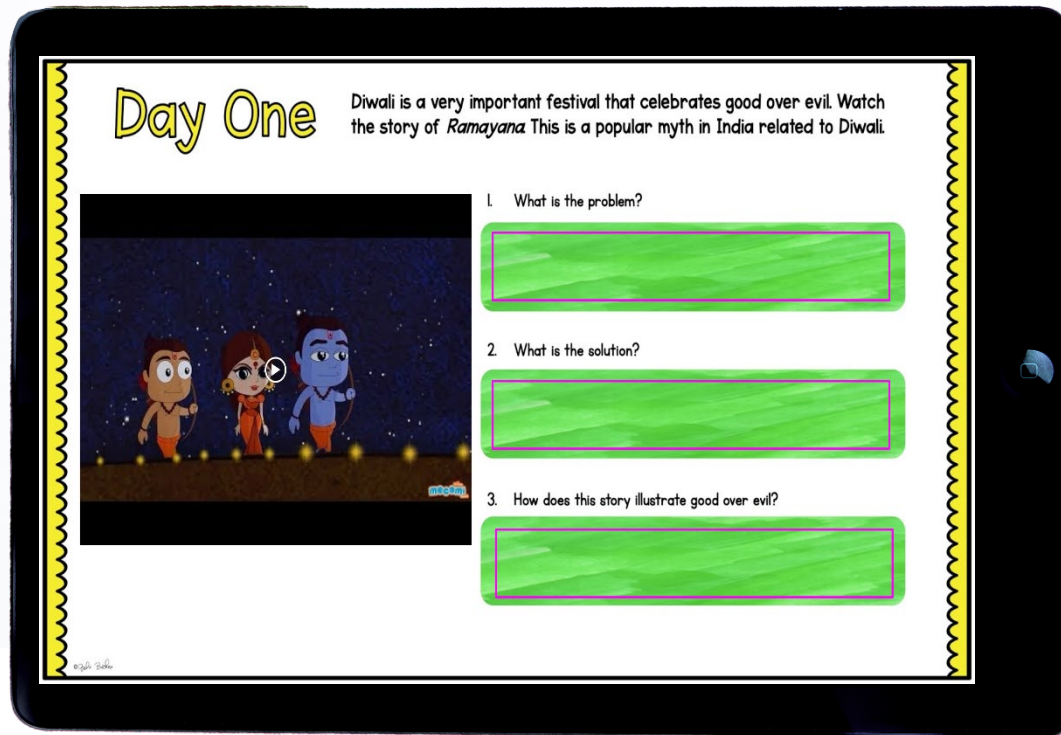 Day One
Diwali is a very important festival that celebrates good over evil. Watch
the story of Ramayana. This is a popular myth in India related to Diwali.
1. What is the problem?
2. What is the solution?
3. How does this story illustrate good over evil?
mocomi